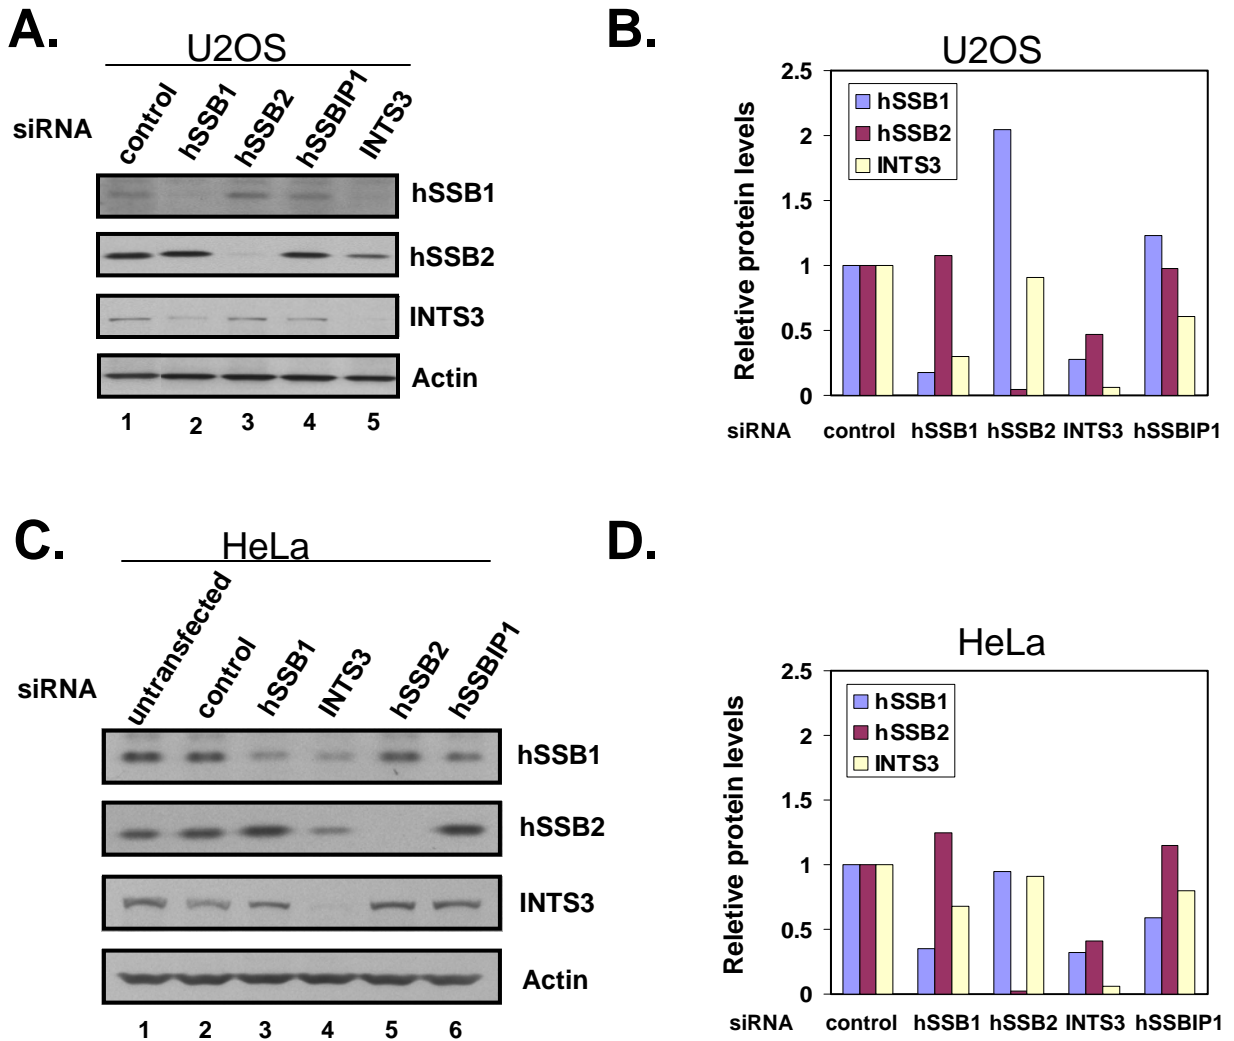 A.
U2OS
siRNA control hSSB1 hSSB2 hSSBIP1 INTS3
hSSB1
hSSB2
INTS3
Actin
1 2 3 4 5
B.
U2OS
Reletive protein levels
2.5
2
1.5
1
0.5
0
hSSB1
hSSB2
INTS3
siRNA control hSSB1 hSSB2 INTS3 hSSBIP1
C.
HeLa
siRNA untransfected control hSSB1 INTS3 hSSB2 hSSBIP1
hSSB1
hSSB2
INTS3
Actin
1 2 3 4 5 6
D.
HeLa
Reletive protein levels
2.5
2
1.5
1
0.5
0
hSSB1
hSSB2
INTS3
siRNA control hSSB1 hSSB2 INTS3 hSSBIP1